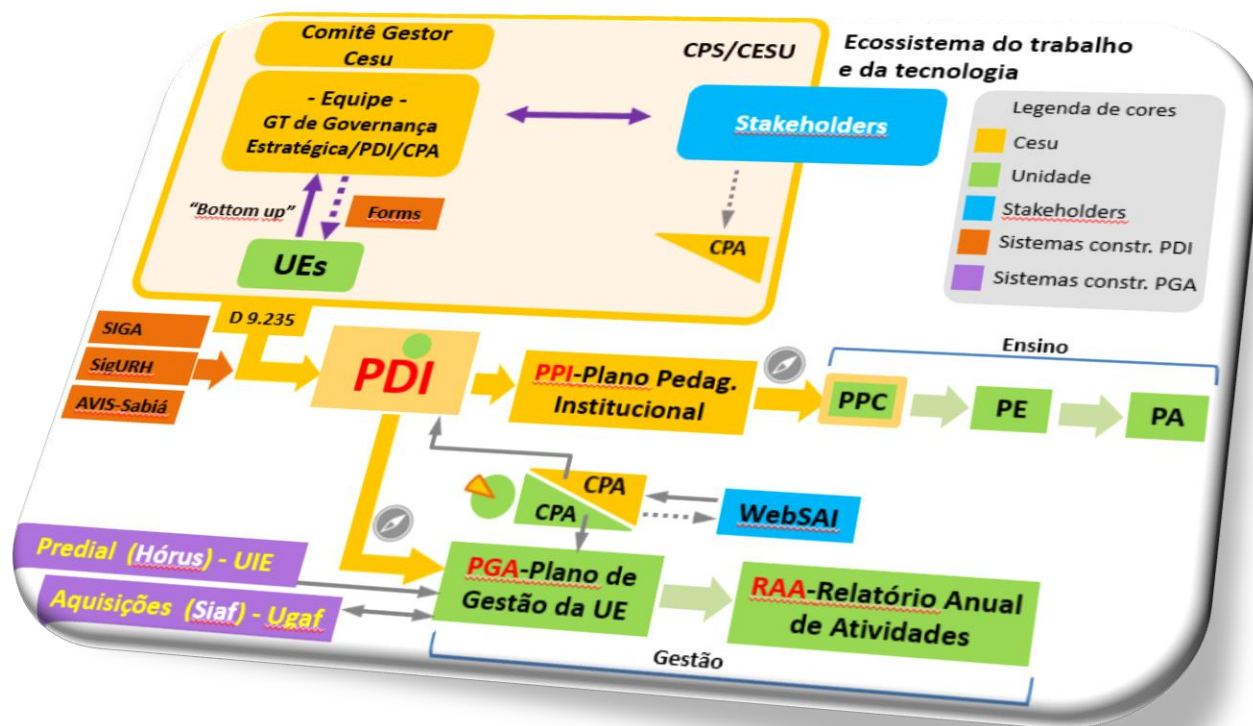 Comitê Gestor
Cesu
CPS/CESU
Ecossistema do trabalho
e da tecnologia
- Equipe -
GT de Governança
Estratégica/PDI/CPA
Stakeholders
Legenda de cores
Cesu
Unidade
Stakeholders
Sistemas constr. PDI
Sistemas constr. PGA
“Bottom up”
Forms
CPA
UEs
D 9.235
SIGA
SigURH
AVIS-Sabiá
PDI
PPI-Plano Pedag.
Institucional
Ensino
PPC
PE
PA
CPA
CPA
WebSAI
Predial (Hórus) - UIE
Aquisições (Siaf) - Ugaf
PGA-Plano de
Gestão da UE
RAA-Relatório Anual
de Atividades
Gestão